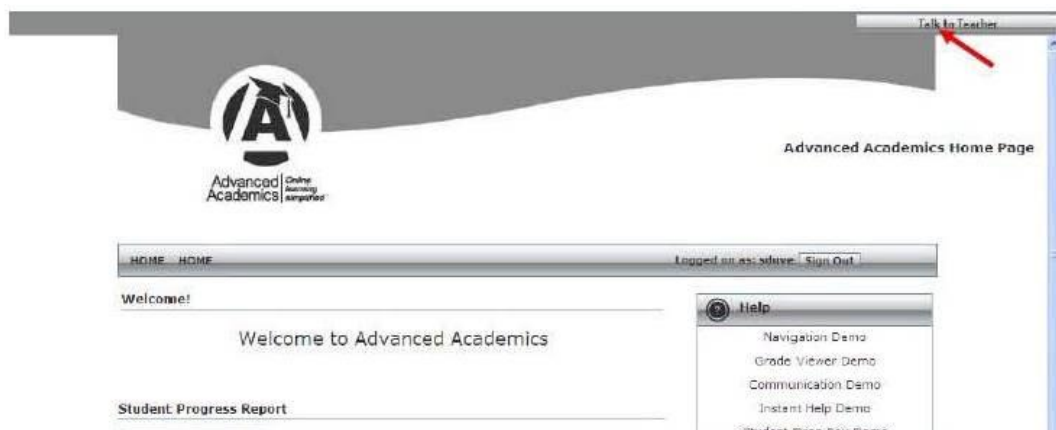 Talk to Teacher
Advanced Academics Home Page
A
Advanced
Academics
Online
learning
simplified
HOME HOME
Logged on as: sduve Sign Out
Welcome!
Welcome to Advanced Academics
Student Progress Report
Help
Navigation Demo
Grade Viewer Demo
Communication Demo
Instant Help Demo
Student
Demo